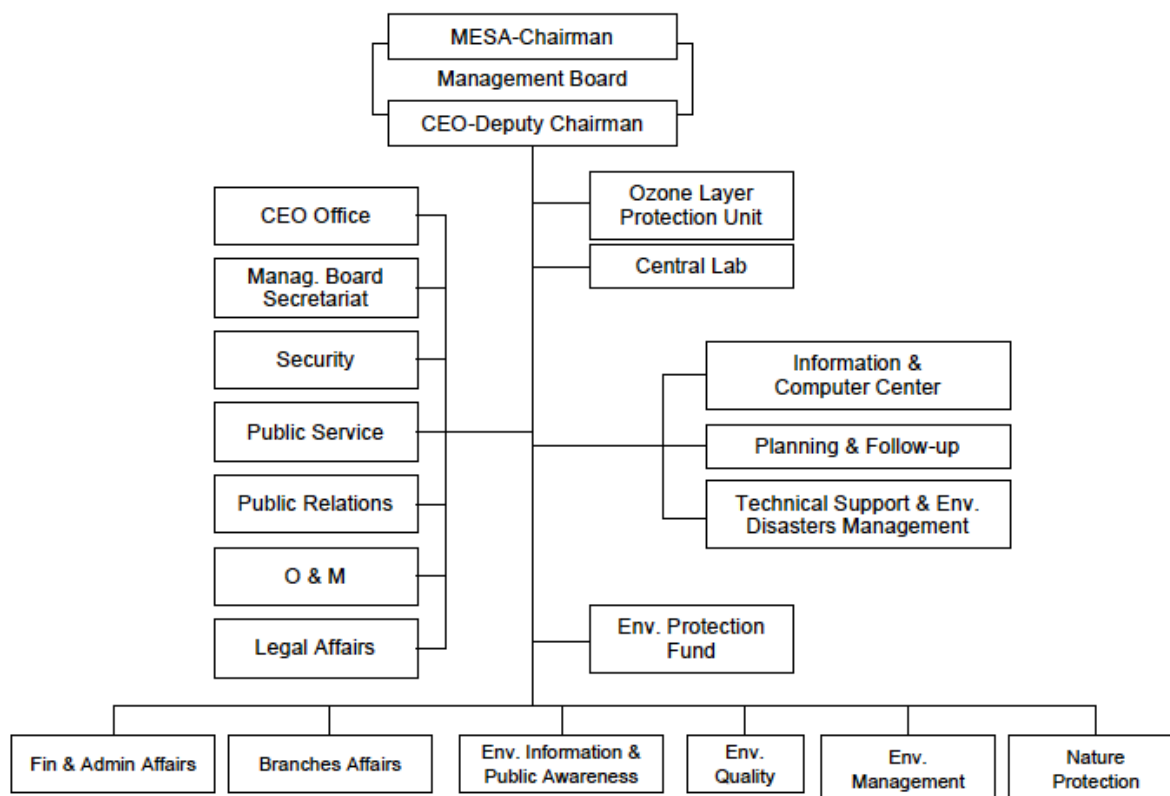 MESA-Chairman
Management Board
CEO-Deputy Chairman
Ozone Layer
Protection Unit
CEO Office
Central Lab
Manag. Board
Secretariat
Security
Information &
Computer Center
Public Service
Planning & Follow-up
Public Relations
Technical Support & Env.
Disasters Management
O & M
Env. Protection
Fund
Legal Affairs
Fin & Admin Affairs
Branches Affairs
Env. Information &
Public Awareness
Env.
Quality
Env.
Management
Nature
Protection